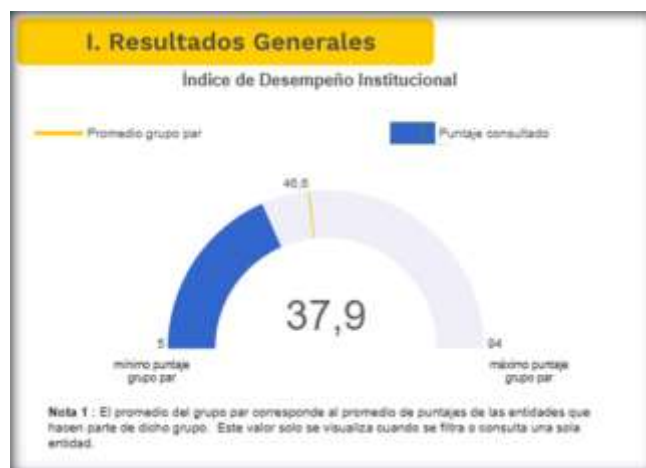 I. Resultados Generales
Índice de Desempeño Institucional
Promedio grupo par
Puntaje consultado
37,9
5
94
mínimo puntaje
grupo par
máximo puntaje
grupo par
Nota 1 : El promedio del grupo par corresponde al promedio de puntajes de las entidades que
hacen parte de dicho grupo. Este valor solo se visualiza cuando se filtra o consulta una sola
entidad.